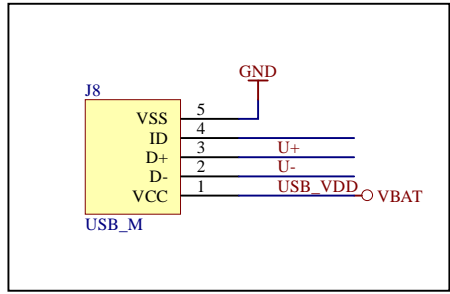 GND
J8
VSS 5
ID 4
D+ 3 U+
D- 2 U-
VCC 1 USB_VDD VBAT
USB_M